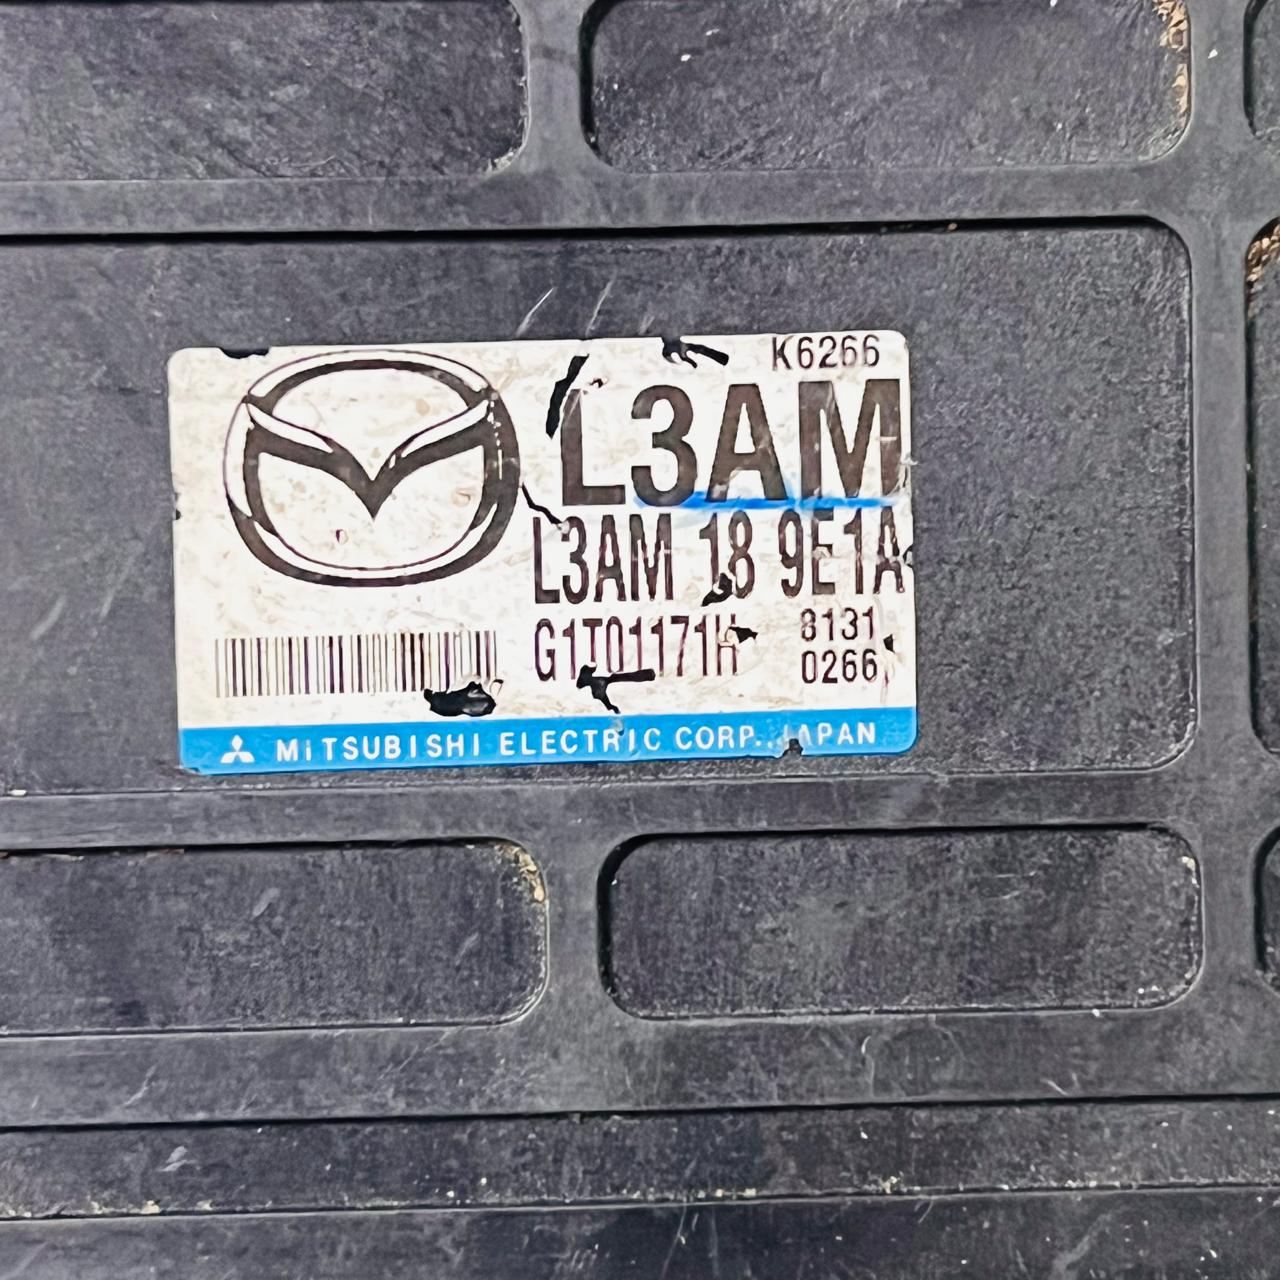 K6266
L3AM
L3AM 18 9E1A
G1T01171H 8131
0266
MITSUBISHI ELECTRIC CORP. JAPAN